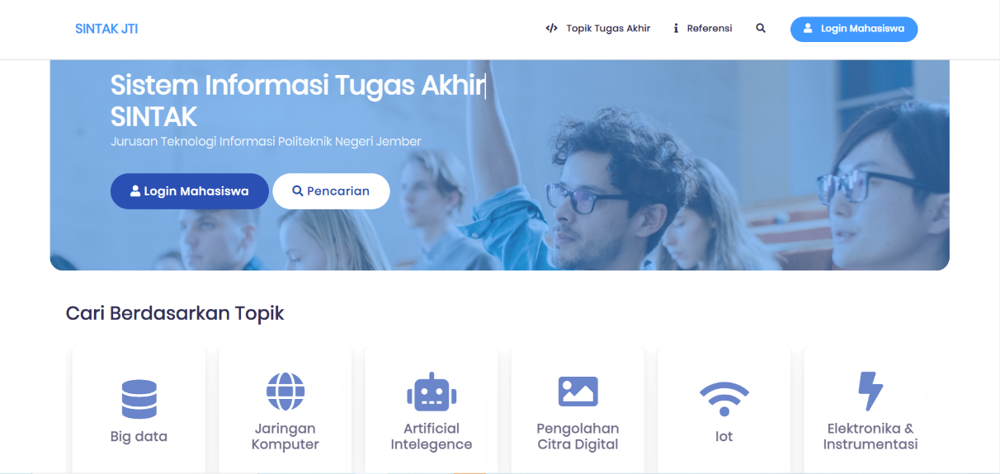 SINTAK JTI
Topik Tugas Akhir
Referensi
Login Mahasiswa
Sistem Informasi Tugas Akhir
SINTAK
Jurusan Teknologi Informasi Politeknik Negeri Jember
Login Mahasiswa
Pencarian
Cari Berdasarkan Topik
Big data
Jaringan
Komputer
Artificial
Intelegence
Pengolahan
Citra Digital
Iot
Elektronika &
Instrumentasi